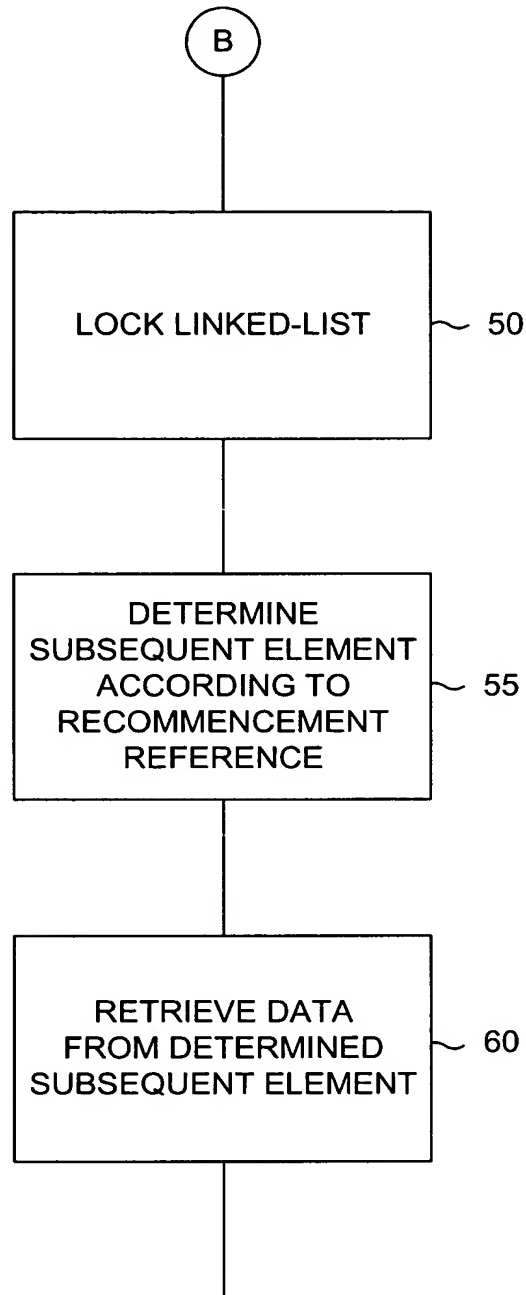 B
LOCK LINKED-LIST
50
DETERMINE
SUBSEQUENT ELEMENT
ACCORDING TO
RECOMMENCEMENT
REFERENCE
55
RETRIEVE DATA
FROM DETERMINED
SUBSEQUENT ELEMENT
60